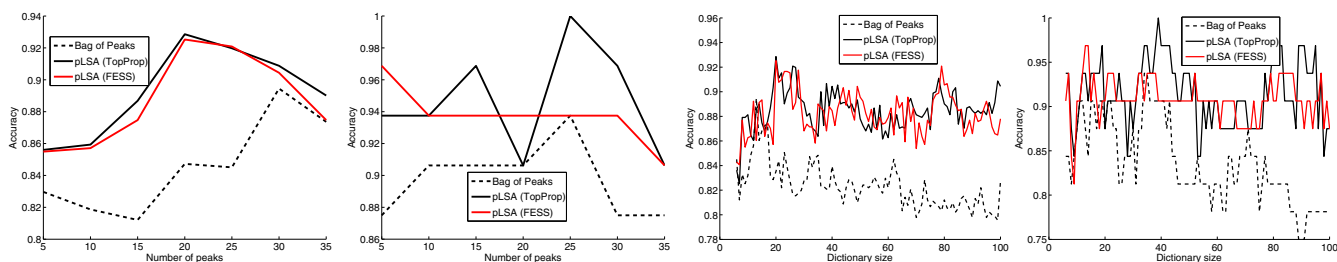 0.94
0.92
0.9
0.88
0.86
0.84
0.82
0.8
5
10
15
20
25
30
35
Accuracy
Number of peaks
Bag of Peaks
pLSA (TopProp)
pLSA (FESS)
1
0.98
0.96
0.94
0.92
0.9
0.88
0.86
5
10
15
20
25
30
35
Accuracy
Number of peaks
Bag of Peaks
pLSA (TopProp)
pLSA (FESS)
0.96
0.94
0.92
0.9
0.88
0.86
0.84
0.82
0.8
0.78
0
20
40
60
80
100
Accuracy
Dictionary size
Bag of Peaks
pLSA (TopProp)
pLSA (FESS)
1
0.95
0.9
0.85
0.8
0.75
0
20
40
60
80
100
Accuracy
Dictionary size
Bag of Peaks
pLSA (TopProp)
pLSA (FESS)